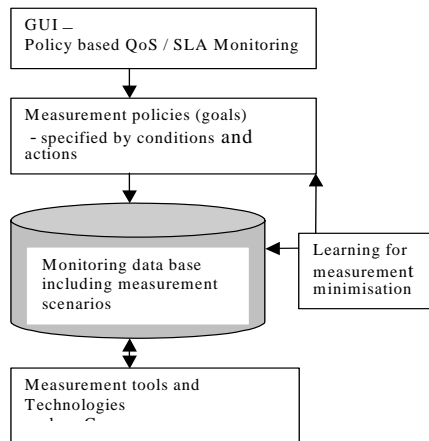 GUI –
Policy based QoS / SLA Monitoring
Measurement policies (goals)
- specified by conditions and
actions
Monitoring data base
including measurement
scenarios
Learning for
measurement
minimisation
Measurement tools and
Technologies